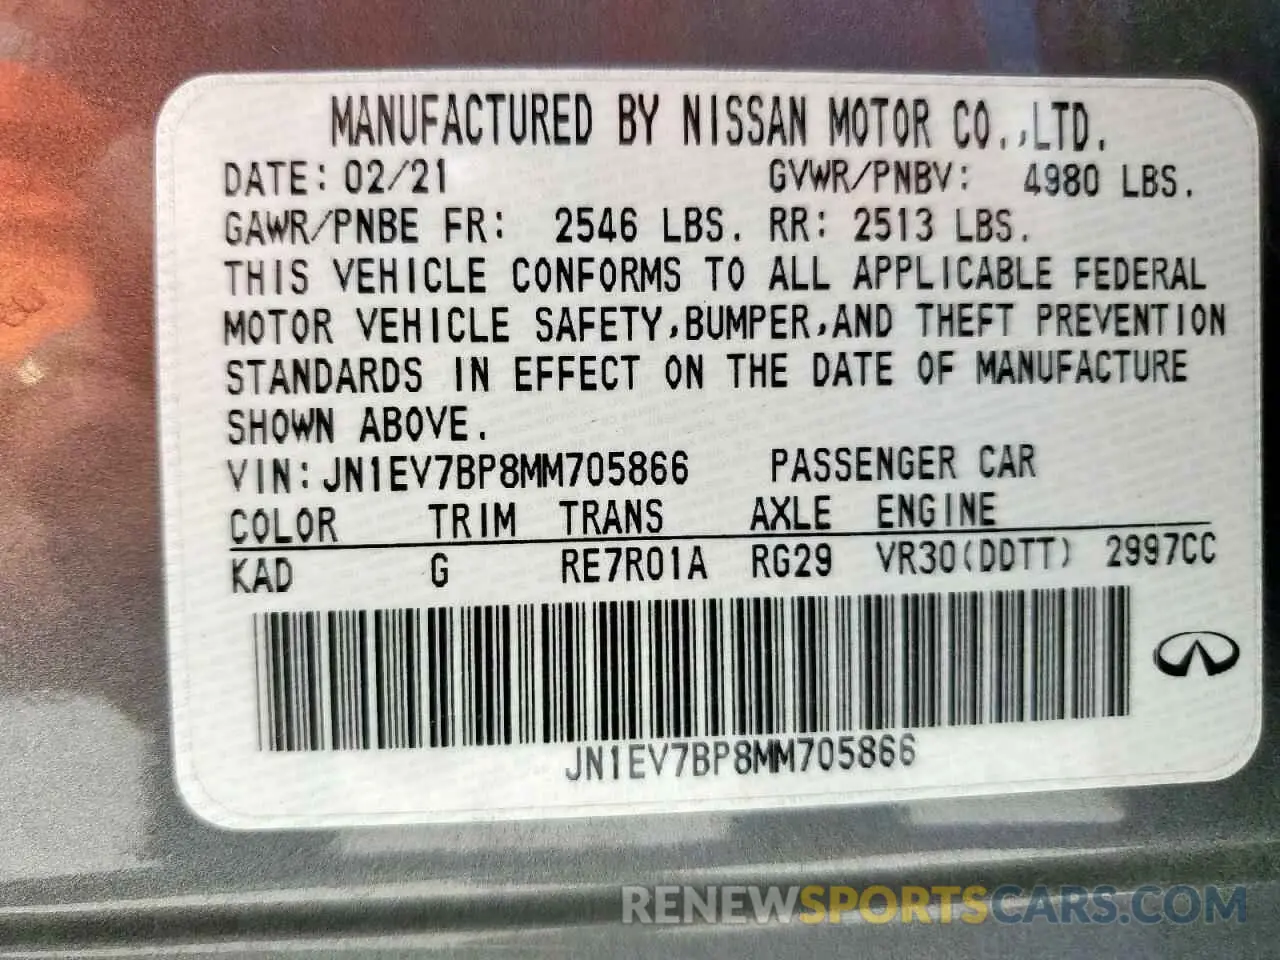 MANUFACTURED BY NISSAN MOTOR CO.,LTD.
DATE: 02/21 GVWR/PNBV: 4980 LBS.
GAWR/PNBE FR: 2546 LBS. RR: 2513 LBS.
THIS VEHICLE CONFORMS TO ALL APPLICABLE FEDERAL
MOTOR VEHICLE SAFETY,BUMPER,AND THEFT PREVENTION
STANDARDS IN EFFECT ON THE DATE OF MANUFACTURE
SHOWN ABOVE.
VIN:JN1EV7BP8MM705866 PASSENGER CAR
COLOR TRIM TRANS AXLE ENGINE
KAD G RE7R01A RG29 VR30(DDTT) 2997CC
JN1EV7BP8MM705866
RENEWSPORTSCARS.COM